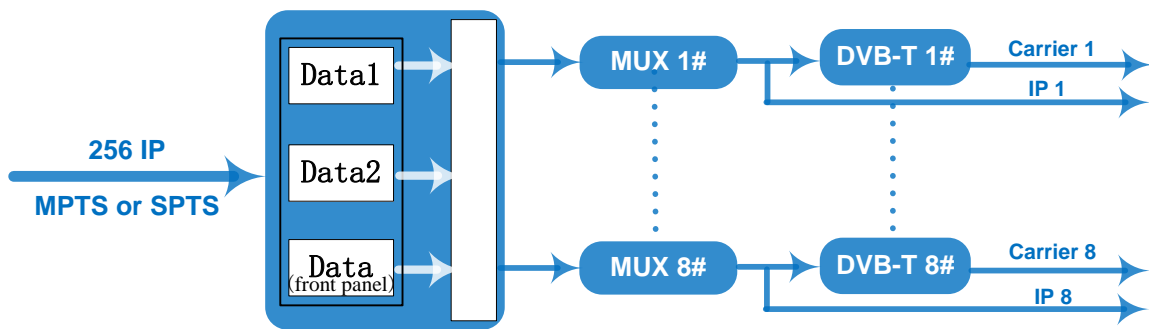 256 IP
MPTS or SPTS
Data1
Data2
Data
(front panel)
MUX 1#
DVB-T 1#
Carrier 1
IP 1
MUX 8#
DVB-T 8#
Carrier 8
IP 8